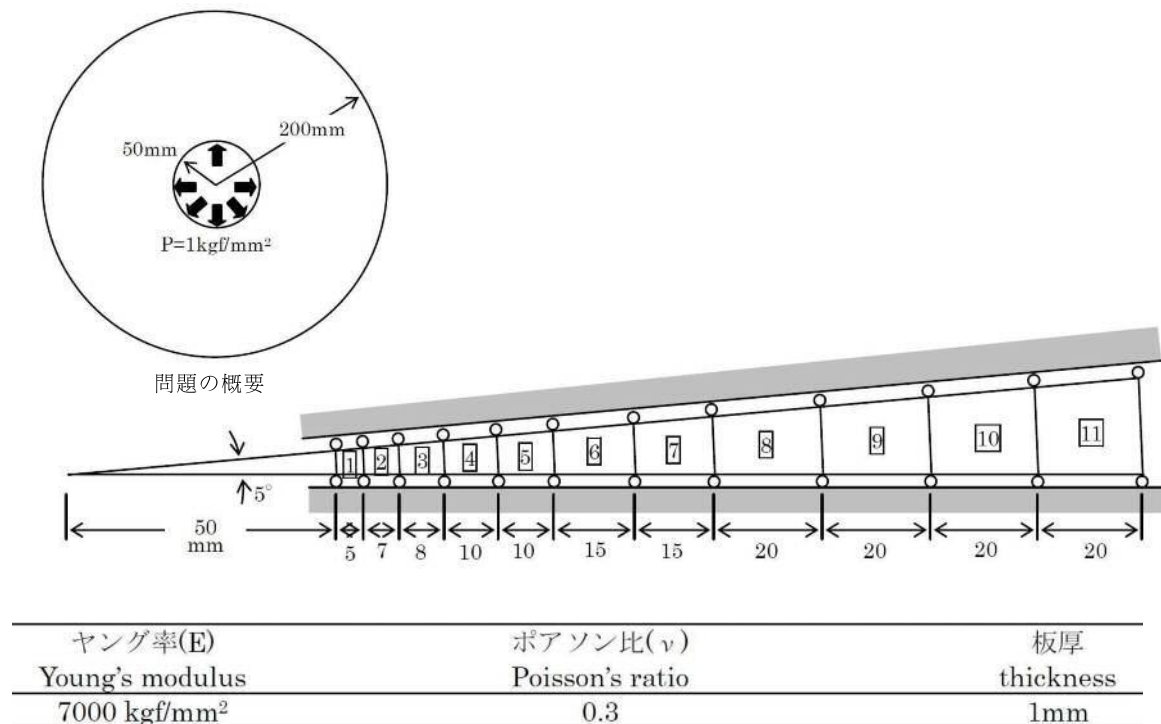 200mm
50mm
P=1kgf/mm²
問題の概要
1 2 3 4 5 6 7 8 9 10 11
5°
50
mm
5 7 8 10 10 15 15 20 20 20 20
ヤング率(E) ポアソン比(ν) 板厚
Young's modulus Poisson's ratio thickness
7000 kgf/mm² 0.3 1mm